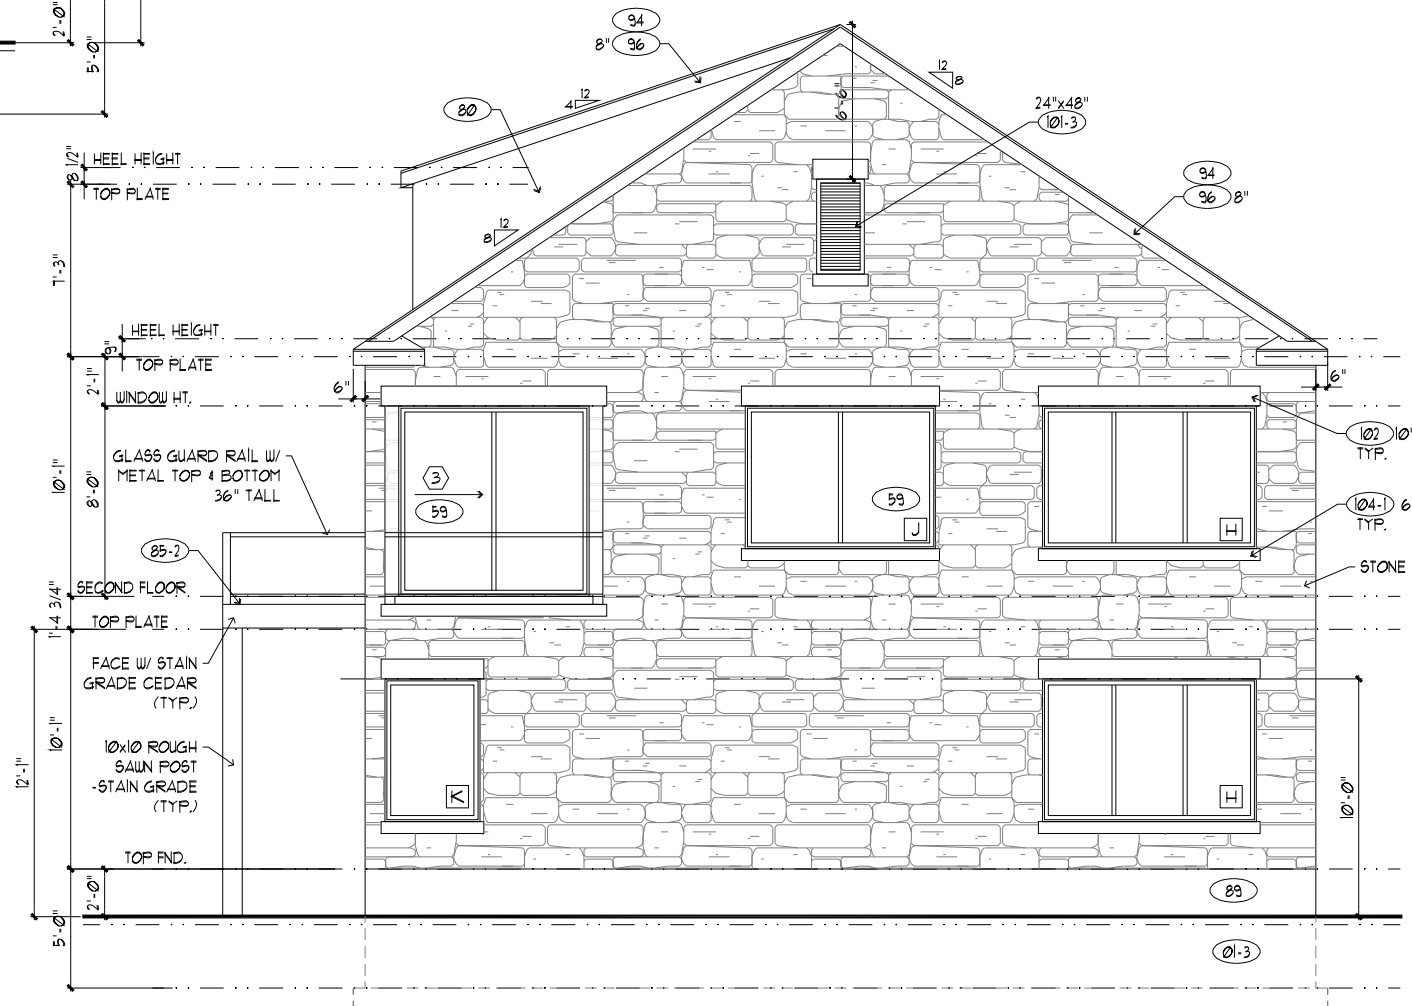 2'-0"
5'-0"
94
8" 96
12
4
80
12
8
6'-6"
24"x48"
101-3
94
96 8"
8 1/2"
HEEL HEIGHT
TOP PLATE
12
8
7'-3"
HEEL HEIGHT
9"
TOP PLATE
2'-1"
6"
6"
WINDOW HT.
102 10"
TYP.
GLASS GUARD RAIL W/
METAL TOP & BOTTOM
36" TALL
10'-1"
8'-0"
3
59
59
J
H
104-1 6
TYP.
85-2
STONE
SECOND FLOOR
1'-4 3/4"
TOP PLATE
FACE W/ STAIN
GRADE CEDAR
(TYP.)
10'-1"
12'-1"
10x10 ROUGH
SAWN POST
-STAIN GRADE
(TYP.)
K
H
10'-0"
TOP FND.
2'-0"
89
5'-0"
01-3